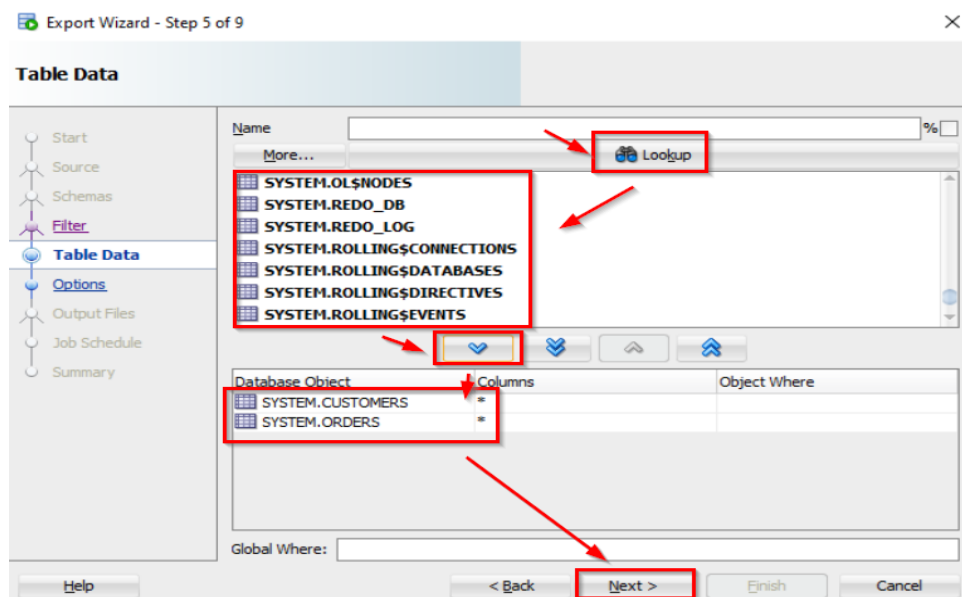 Export Wizard - Step 5 of 9
Table Data
Start
Source
Schemas
Filter
Table Data
Options
Output Files
Job Schedule
Summary
Name %
More... Lookup
SYSTEM.OL$NODES
SYSTEM.REDO_DB
SYSTEM.REDO_LOG
SYSTEM.ROLLING$CONNECTIONS
SYSTEM.ROLLING$DATABASES
SYSTEM.ROLLING$DIRECTIVES
SYSTEM.ROLLING$EVENTS
Database Object Columns Object Where
SYSTEM.CUSTOMERS *
SYSTEM.ORDERS *
Global Where:
Help < Back Next > Finish Cancel